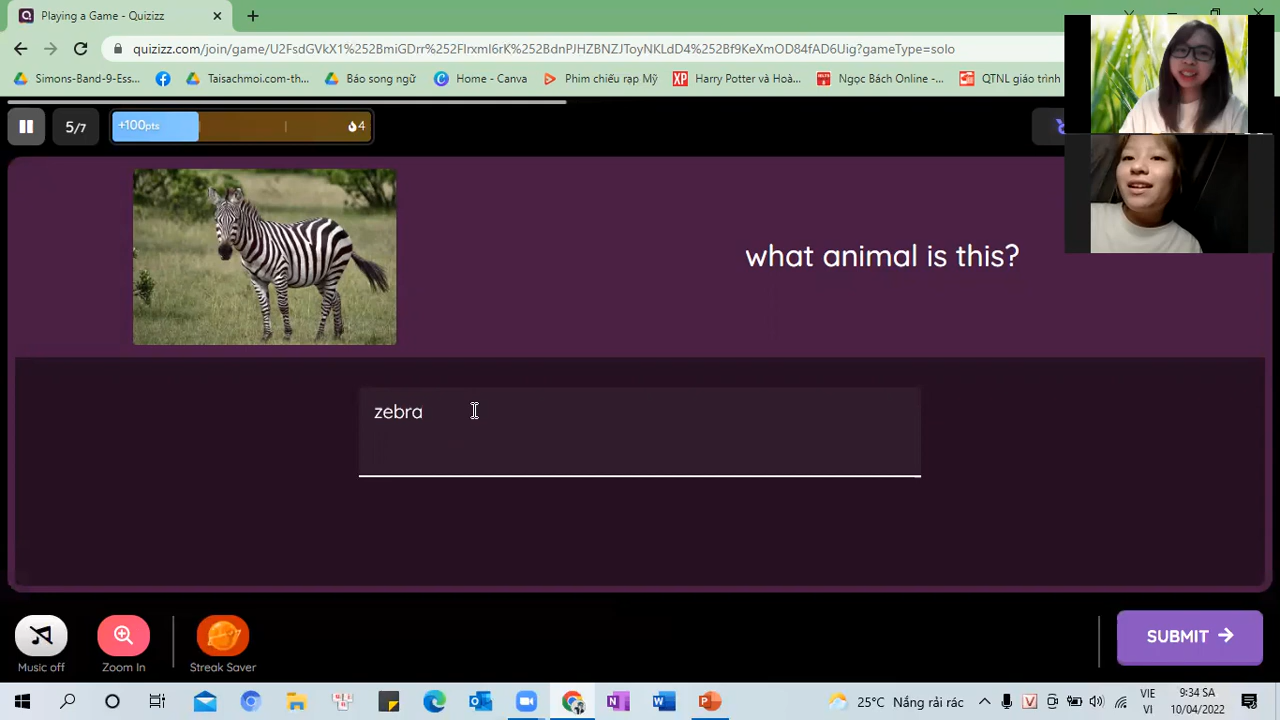 Playing a Game - Quizizz
quizizz.com/join/game/U2FsdGVkX1%252BmiGDrr%252FIrxmI6rK%252BdnPJHZBNZJToyNKLdD4%252Bf9KeXmOD84fAD6Uig?gameType=solo
Simons-Band-9-Ess... Taisachmoi.com-th... Báo song ngữ Home - Canva Phim chiếu rạp Mỹ XP Harry Potter và Hoà... Ngọc Bách Online -... QTNL giáo trình
5/7 +100pts 4
what animal is this?
zebra
SUBMIT
Music off Zoom In Streak Saver
25°C Nắng rải rác VIE 9:34 SA
VI 10/04/2022